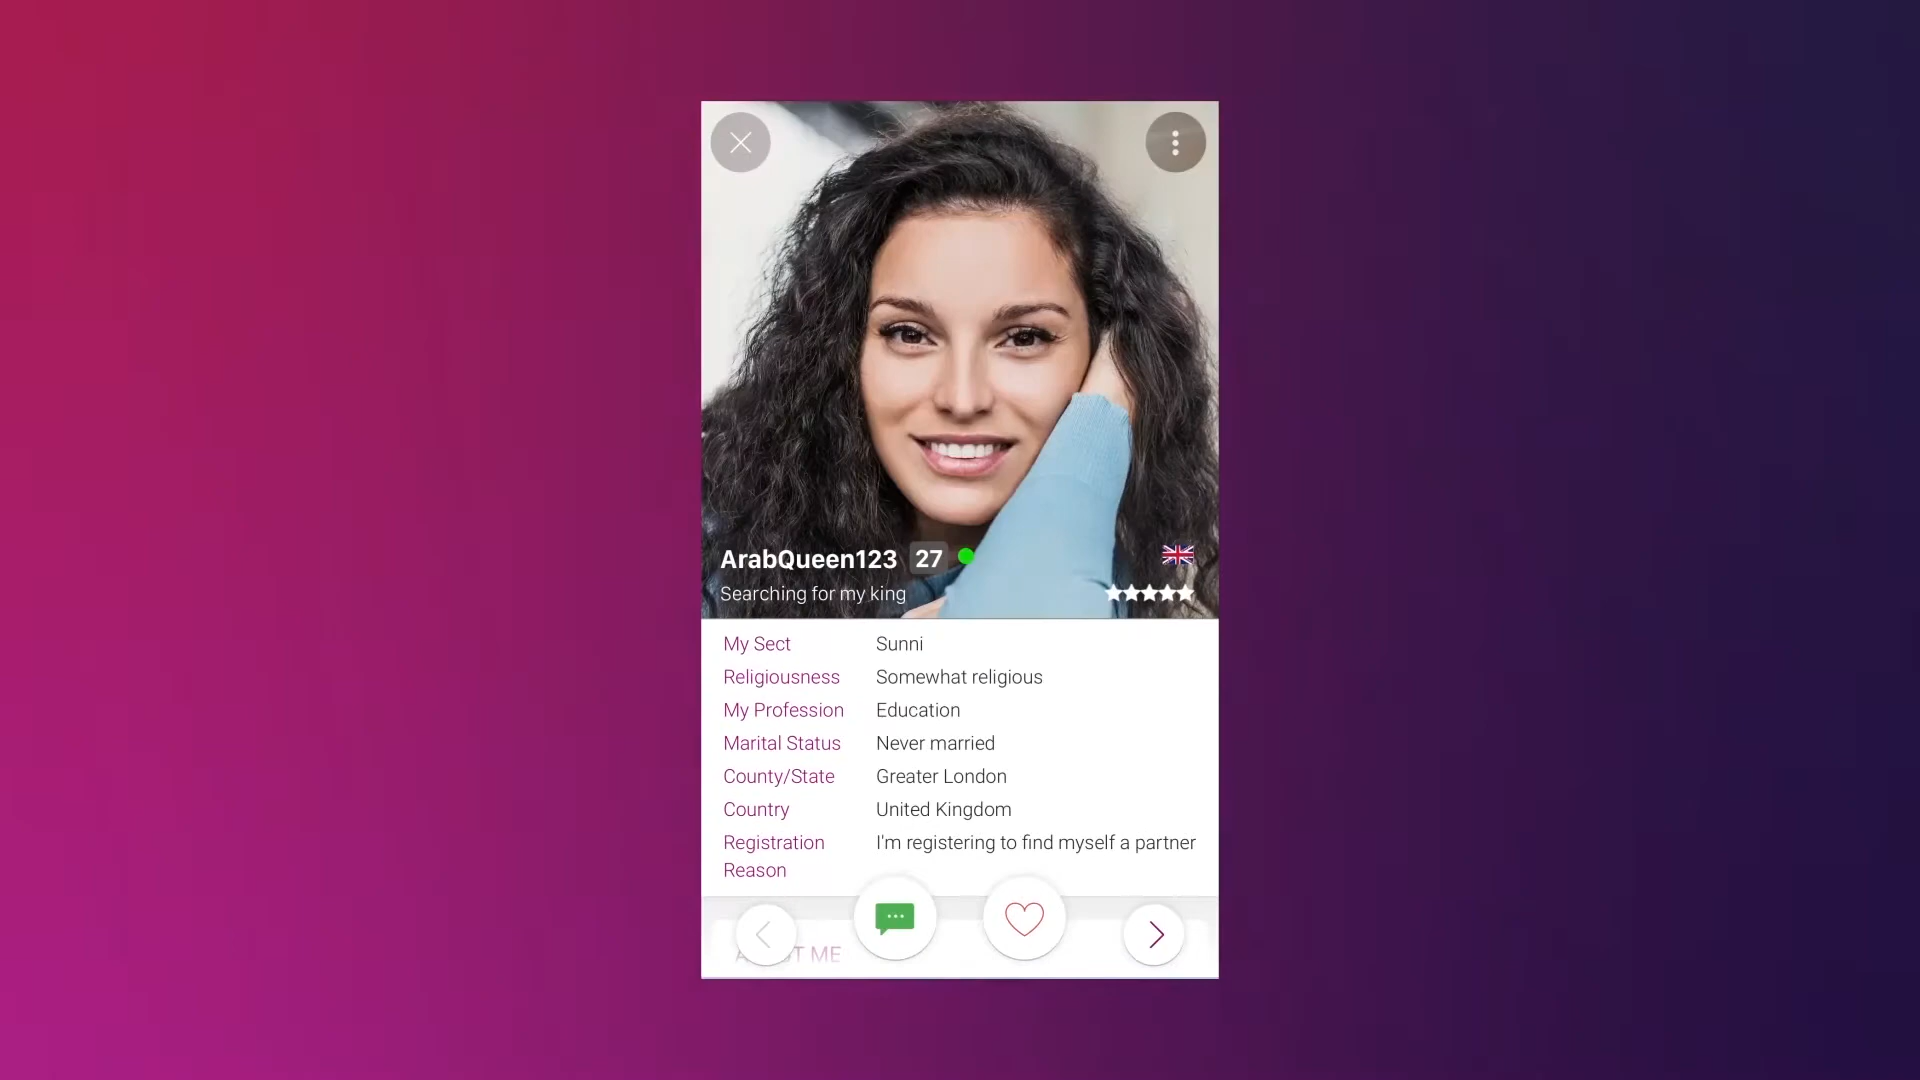 ArabQueen123 27
Searching for my king
My Sect Sunni
Religiousness Somewhat religious
My Profession Education
Marital Status Never married
County/State Greater London
Country United Kingdom
Registration Reason I'm registering to find myself a partner
ME